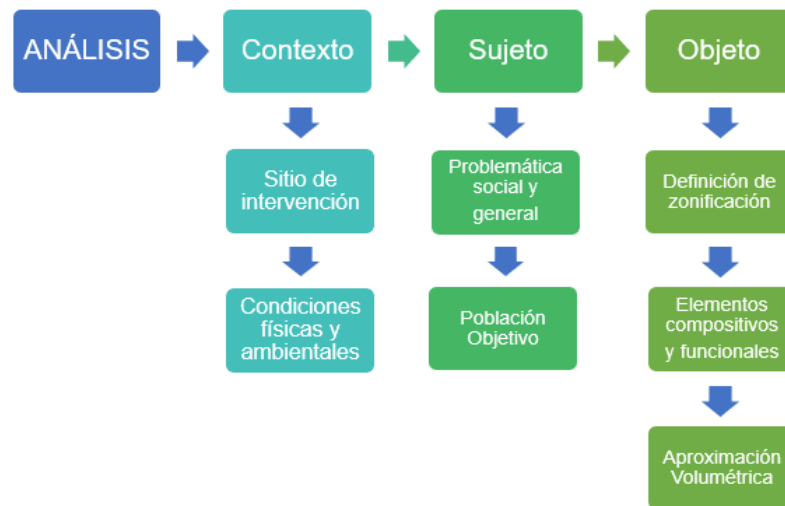 ANÁLISIS
Contexto
Sujeto
Objeto
Sitio de
intervención
Condiciones
físicas y
ambientales
Problemática
social y
general
Población
Objetivo
Definición de
zonificación
Elementos
compositivos
y funcionales
Aproximación
Volumétrica